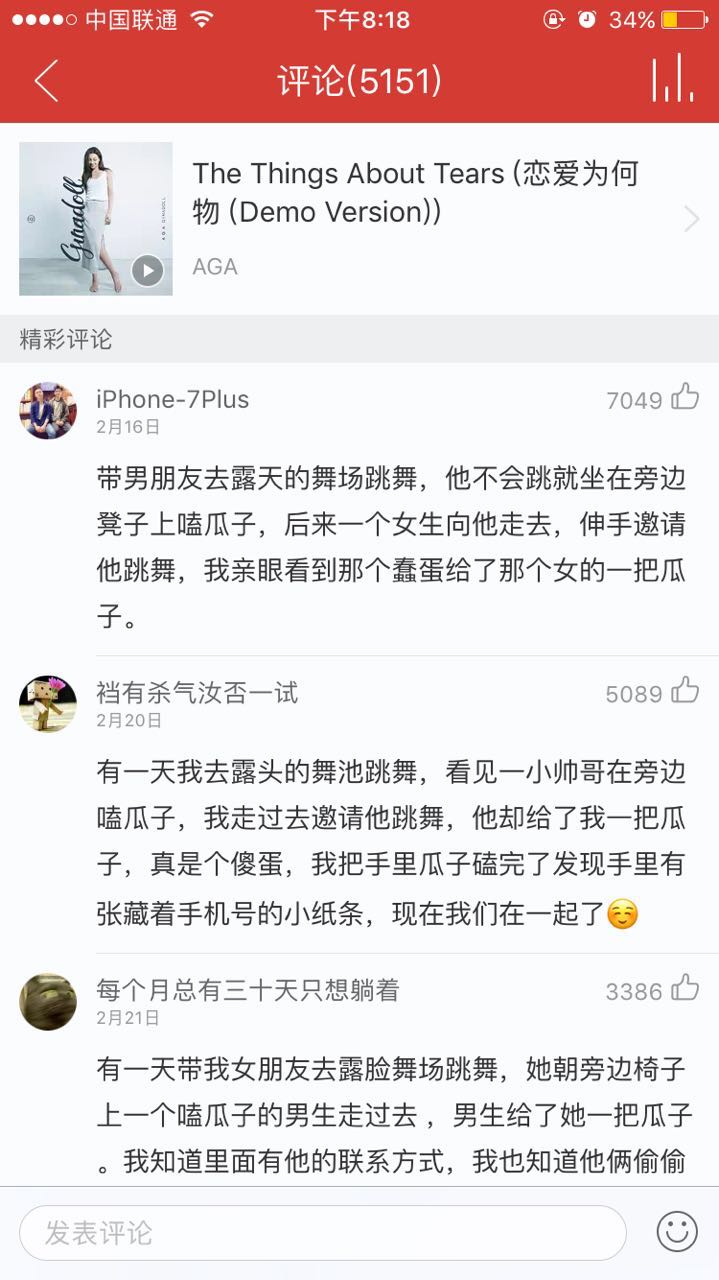 中国联通 下午8:18 34%
评论(5151)
The Things About Tears (恋爱为何
物 (Demo Version))
AGA
Ginadoll
精彩评论
iPhone-7Plus 7049
2月16日
带男朋友去露天的舞场跳舞，他不会跳就坐在旁边
凳子上嗑瓜子，后来一个女生向他走去，伸手邀请
他跳舞，我亲眼看到那个蠢蛋给了那个女的一把瓜
子。
裆有杀气汝否一试 5089
2月20日
有一天我去露头的舞池跳舞，看见一小帅哥在旁边
嗑瓜子，我走过去邀请他跳舞，他却给了我一把瓜
子，真是个傻蛋，我把手里瓜子磕完了发现手里有
张藏着手机号的小纸条，现在我们在一起了☺️
每个月总有三十天只想躺着 3386
2月21日
有一天带我女朋友去露脸舞场跳舞，她朝旁边椅子
上一个嗑瓜子的男生走过去 ，男生给了她一把瓜子
。我知道里面有他的联系方式，我也知道他俩偷偷
发表评论